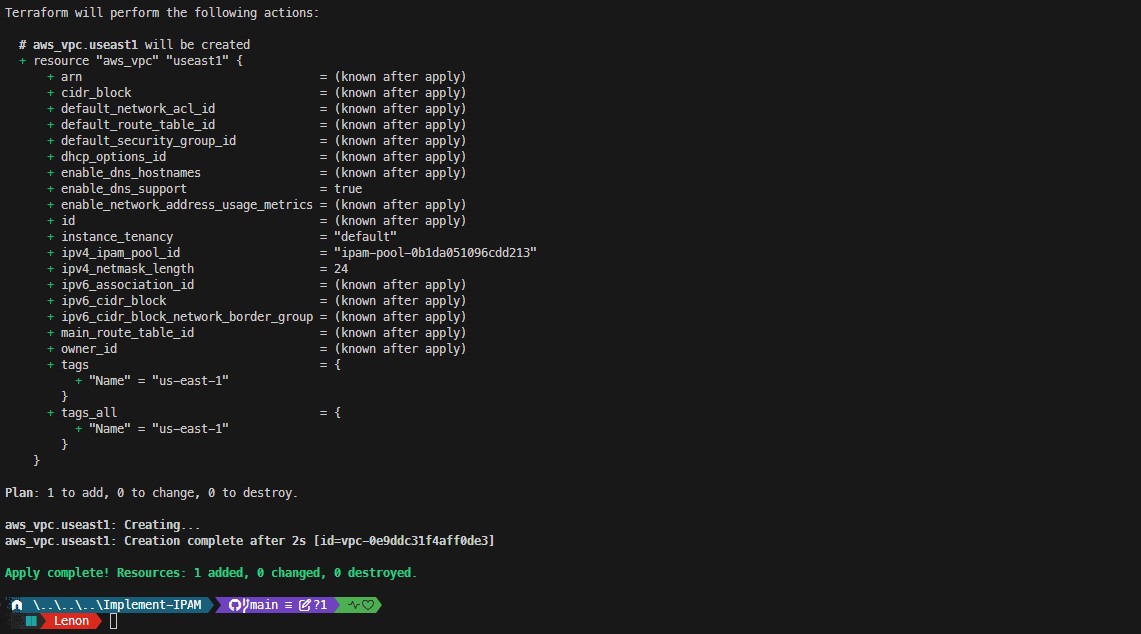 Terraform will perform the following actions:
# aws_vpc.useast1 will be created
+ resource "aws_vpc" "useast1" {
+ arn = (known after apply)
+ cidr_block = (known after apply)
+ default_network_acl_id = (known after apply)
+ default_route_table_id = (known after apply)
+ default_security_group_id = (known after apply)
+ dhcp_options_id = (known after apply)
+ enable_dns_hostnames = (known after apply)
+ enable_dns_support = true
+ enable_network_address_usage_metrics = (known after apply)
+ id = (known after apply)
+ instance_tenancy = "default"
+ ipv4_ipam_pool_id = "ipam-pool-0b1da051096cdd213"
+ ipv4_netmask_length = 24
+ ipv6_association_id = (known after apply)
+ ipv6_cidr_block = (known after apply)
+ ipv6_cidr_block_network_border_group = (known after apply)
+ main_route_table_id = (known after apply)
+ owner_id = (known after apply)
+ tags = {
+ "Name" = "us-east-1"
}
+ tags_all = {
+ "Name" = "us-east-1"
}
}
Plan: 1 to add, 0 to change, 0 to destroy.
aws_vpc.useast1: Creating...
aws_vpc.useast1: Creation complete after 2s [id=vpc-0e9ddc31f4aff0de3]
Apply complete! Resources: 1 added, 0 changed, 0 destroyed.
\..\..\..\Implement-IPAM main ≡ ?1
Lenon